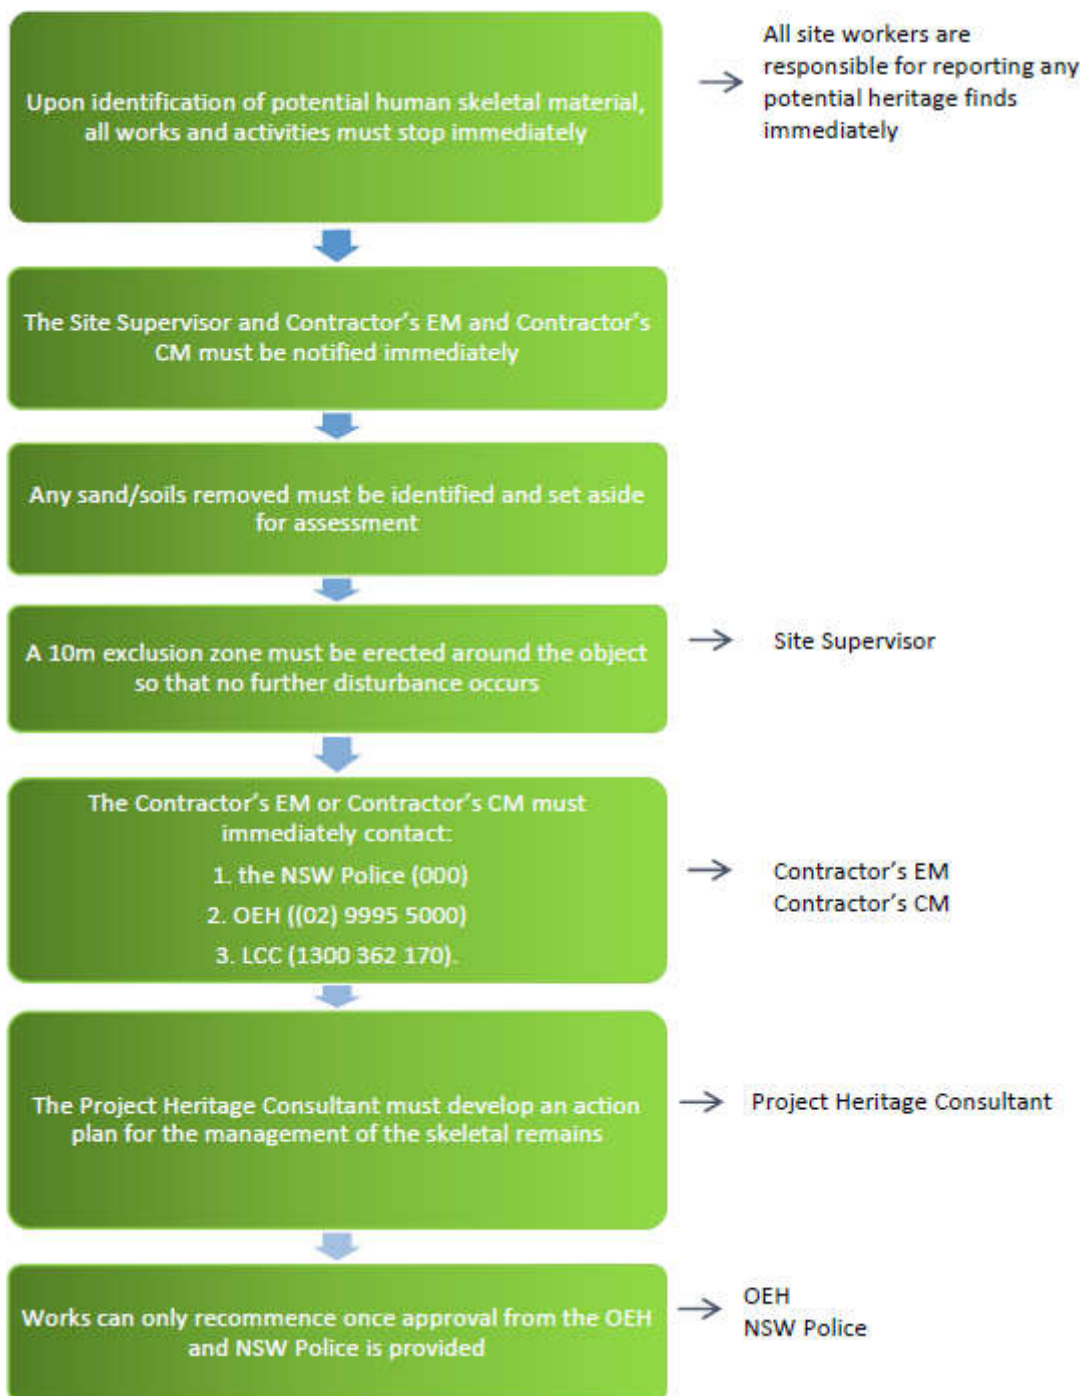 Upon identification of potential human skeletal material,
all works and activities must stop immediately
All site workers are
responsible for reporting any
potential heritage finds
immediately
The Site Supervisor and Contractor’s EM and Contractor’s
CM must be notified immediately
Any sand/soils removed must be identified and set aside
for assessment
A 10m exclusion zone must be erected around the object
so that no further disturbance occurs
Site Supervisor
The Contractor’s EM or Contractor’s CM must
immediately contact:
1. the NSW Police (000)
2. OEH ((02) 9995 5000)
3. LCC (1300 362 170).
Contractor’s EM
Contractor’s CM
The Project Heritage Consultant must develop an action
plan for the management of the skeletal remains
Project Heritage Consultant
Works can only recommence once approval from the OEH
and NSW Police is provided
OEH
NSW Police